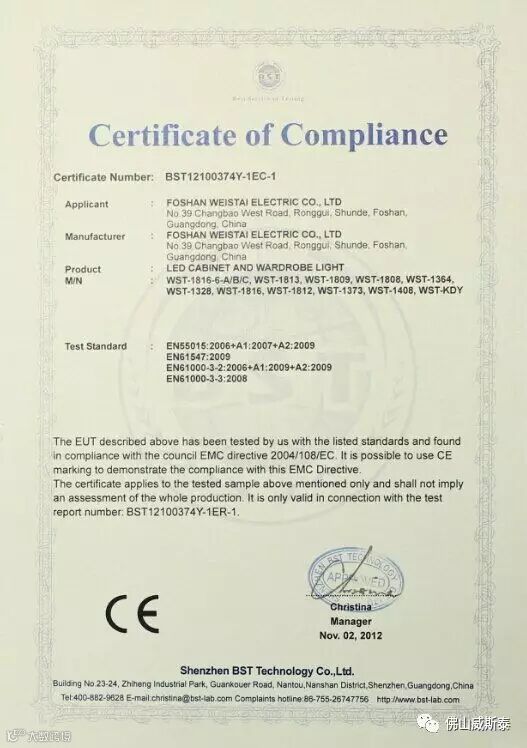 BST
Best Services in Testing
Certificate of Compliance
Certificate Number: BST12100374Y-1EC-1
Applicant : FOSHAN WEISTAI ELECTRIC CO., LTD
No.39 Changbao West Road, Ronggui, Shunde, Foshan,
Guangdong, China
Manufacturer : FOSHAN WEISTAI ELECTRIC CO., LTD
No.39 Changbao West Road, Ronggui, Shunde, Foshan,
Guangdong, China
Product : LED CABINET AND WARDROBE LIGHT
M/N : WST-1816-6-A/B/C, WST-1813, WST-1809, WST-1808, WST-1364,
WST-1328, WST-1816, WST-1812, WST-1373, WST-1408, WST-KDY
Test Standard : EN55015:2006+A1:2007+A2:2009
EN61547:2009
EN61000-3-2:2006+A1:2009+A2:2009
EN61000-3-3:2008
BST
The EUT described above has been tested by us with the listed standards and found
in compliance with the council EMC directive 2004/108/EC. It is possible to use CE
marking to demonstrate the compliance with this EMC Directive.
The certificate applies to the tested sample above mentioned only and shall not imply
an assessment of the whole production. It is only valid in connection with the test
report number: BST12100374Y-1ER-1.
SHENZHEN BST TECHNOLOGY
APPROVED
CE
Christina
Manager
Nov. 02, 2012
Shenzhen BST Technology Co.,Ltd.
Building No.23-24, Zhiheng Industrial Park, Guankouer Road, Nantou,Nanshan District,Shenzhen,Guangdong,China
Tel:400-882-9628 E-mail:christina@bst-lab.com Complaints hotline:86-755-26747756 http://www.bst-lab.com
佛山威斯泰